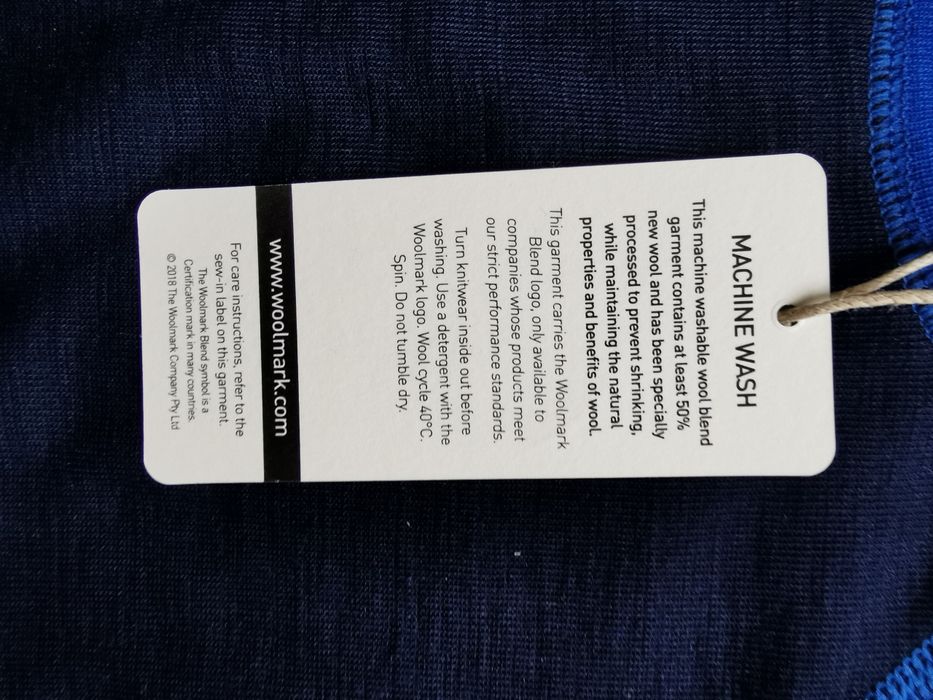 MACHINE WASH
This machine washable wool blend
garment contains at least 50%
new wool and has been specially
processed to prevent shrinking,
while maintaining the natural
properties and benefits of wool.
This garment carries the Woolmark
Blend logo, only available to
companies whose products meet
our strict performance standards.
Turn knitwear inside out before
washing. Use a detergent with the
Woolmark logo. Wool cycle 40°C.
Spin. Do not tumble dry.
www.woolmark.com
For care instructions, refer to the
sew-in label on this garment.
The Woolmark Blend symbol is a
Certification mark in many countries.
© 2018 The Woolmark Company Pty Ltd